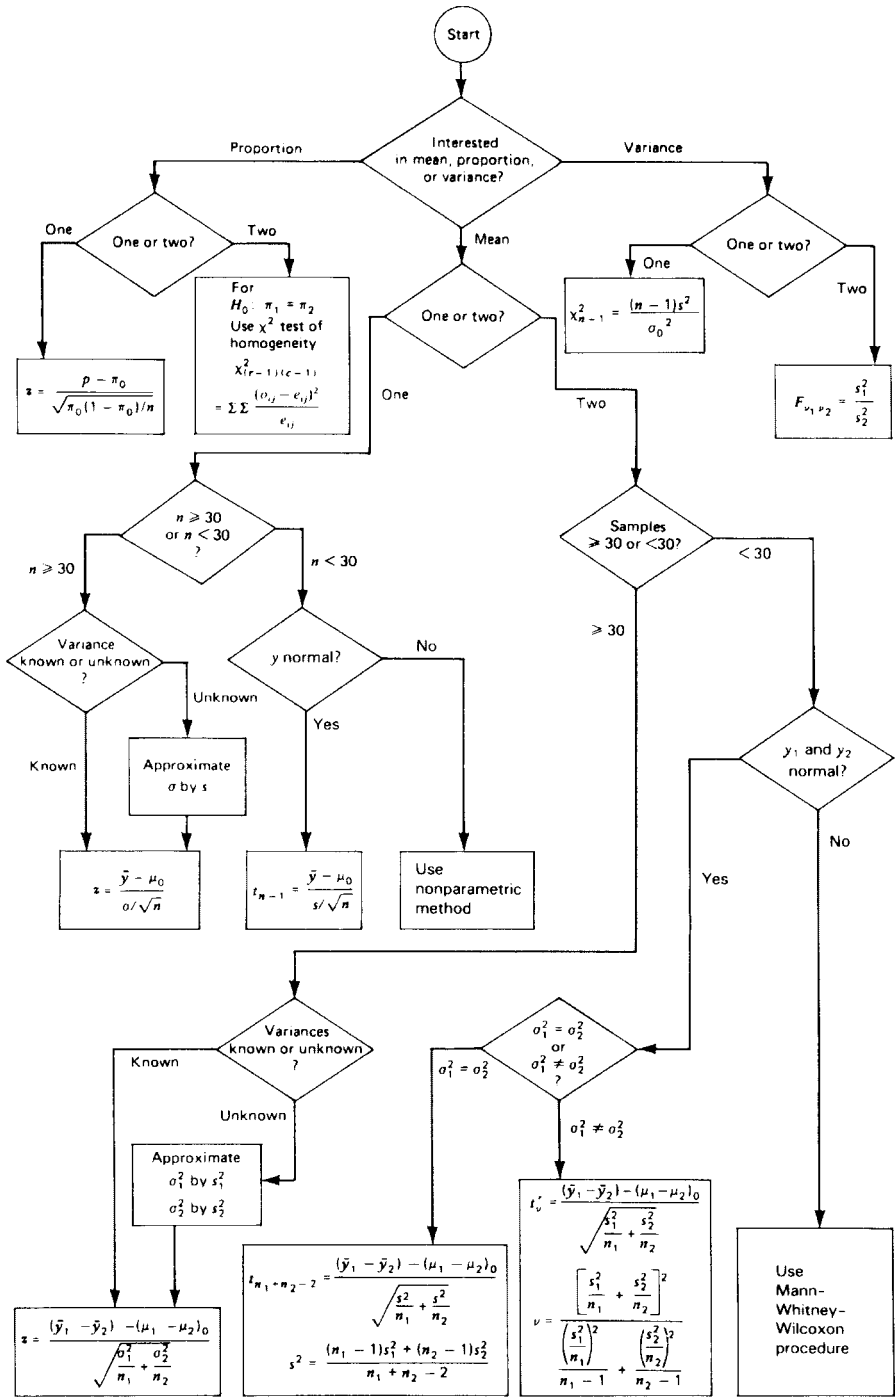 Start
Interested
in mean, proportion,
or variance?
Proportion
Variance
Mean
One or two?
One
Two
For
H₀: π₁ = π₂
Use χ² test of
homogeneity
χ²₍r−1₎₍c−1₎
= Σ Σ (oᵢⱼ − eᵢⱼ)² / eᵢⱼ
z = (p − π₀) / √(π₀(1 − π₀)/n)
One or two?
One
Two
One or two?
One
Two
χ²ₙ₋₁ = (n − 1)s² / σ₀²
F_ν₁ ν₂ = s₁² / s₂²
n ⩾ 30
or n < 30
?
n ⩾ 30
n < 30
Samples
⩾ 30 or <30?
⩾ 30
< 30
Variance
known or unknown
?
Known
Unknown
Approximate
σ by s
y normal?
Yes
No
z = (ȳ − μ₀) / (σ/√n)
tₙ₋₁ = (ȳ − μ₀) / (s/√n)
Use
nonparametric
method
y₁ and y₂
normal?
Yes
No
Variances
known or unknown
?
Known
Unknown
Approximate
σ₁² by s₁²
σ₂² by s₂²
σ₁² = σ₂²
or
σ₁² ≠ σ₂²
?
σ₁² = σ₂²
σ₁² ≠ σ₂²
z = ((ȳ₁ − ȳ₂) − (μ₁ − μ₂)₀) / √(σ₁²/n₁ + σ₂²/n₂)
t_n₁+n₂−2 = ((ȳ₁ − ȳ₂) − (μ₁ − μ₂)₀) / √(s²/n₁ + s²/n₂)
s² = ((n₁ − 1)s₁² + (n₂ − 1)s₂²) / (n₁ + n₂ − 2)
t′_ν = ((ȳ₁ − ȳ₂) − (μ₁ − μ₂)₀) / √(s₁²/n₁ + s₂²/n₂)
ν = [s₁²/n₁ + s₂²/n₂]² / ((s₁²/n₁)²/(n₁ − 1) + (s₂²/n₂)²/(n₂ − 1))
Use
Mann-
Whitney-
Wilcoxon
procedure